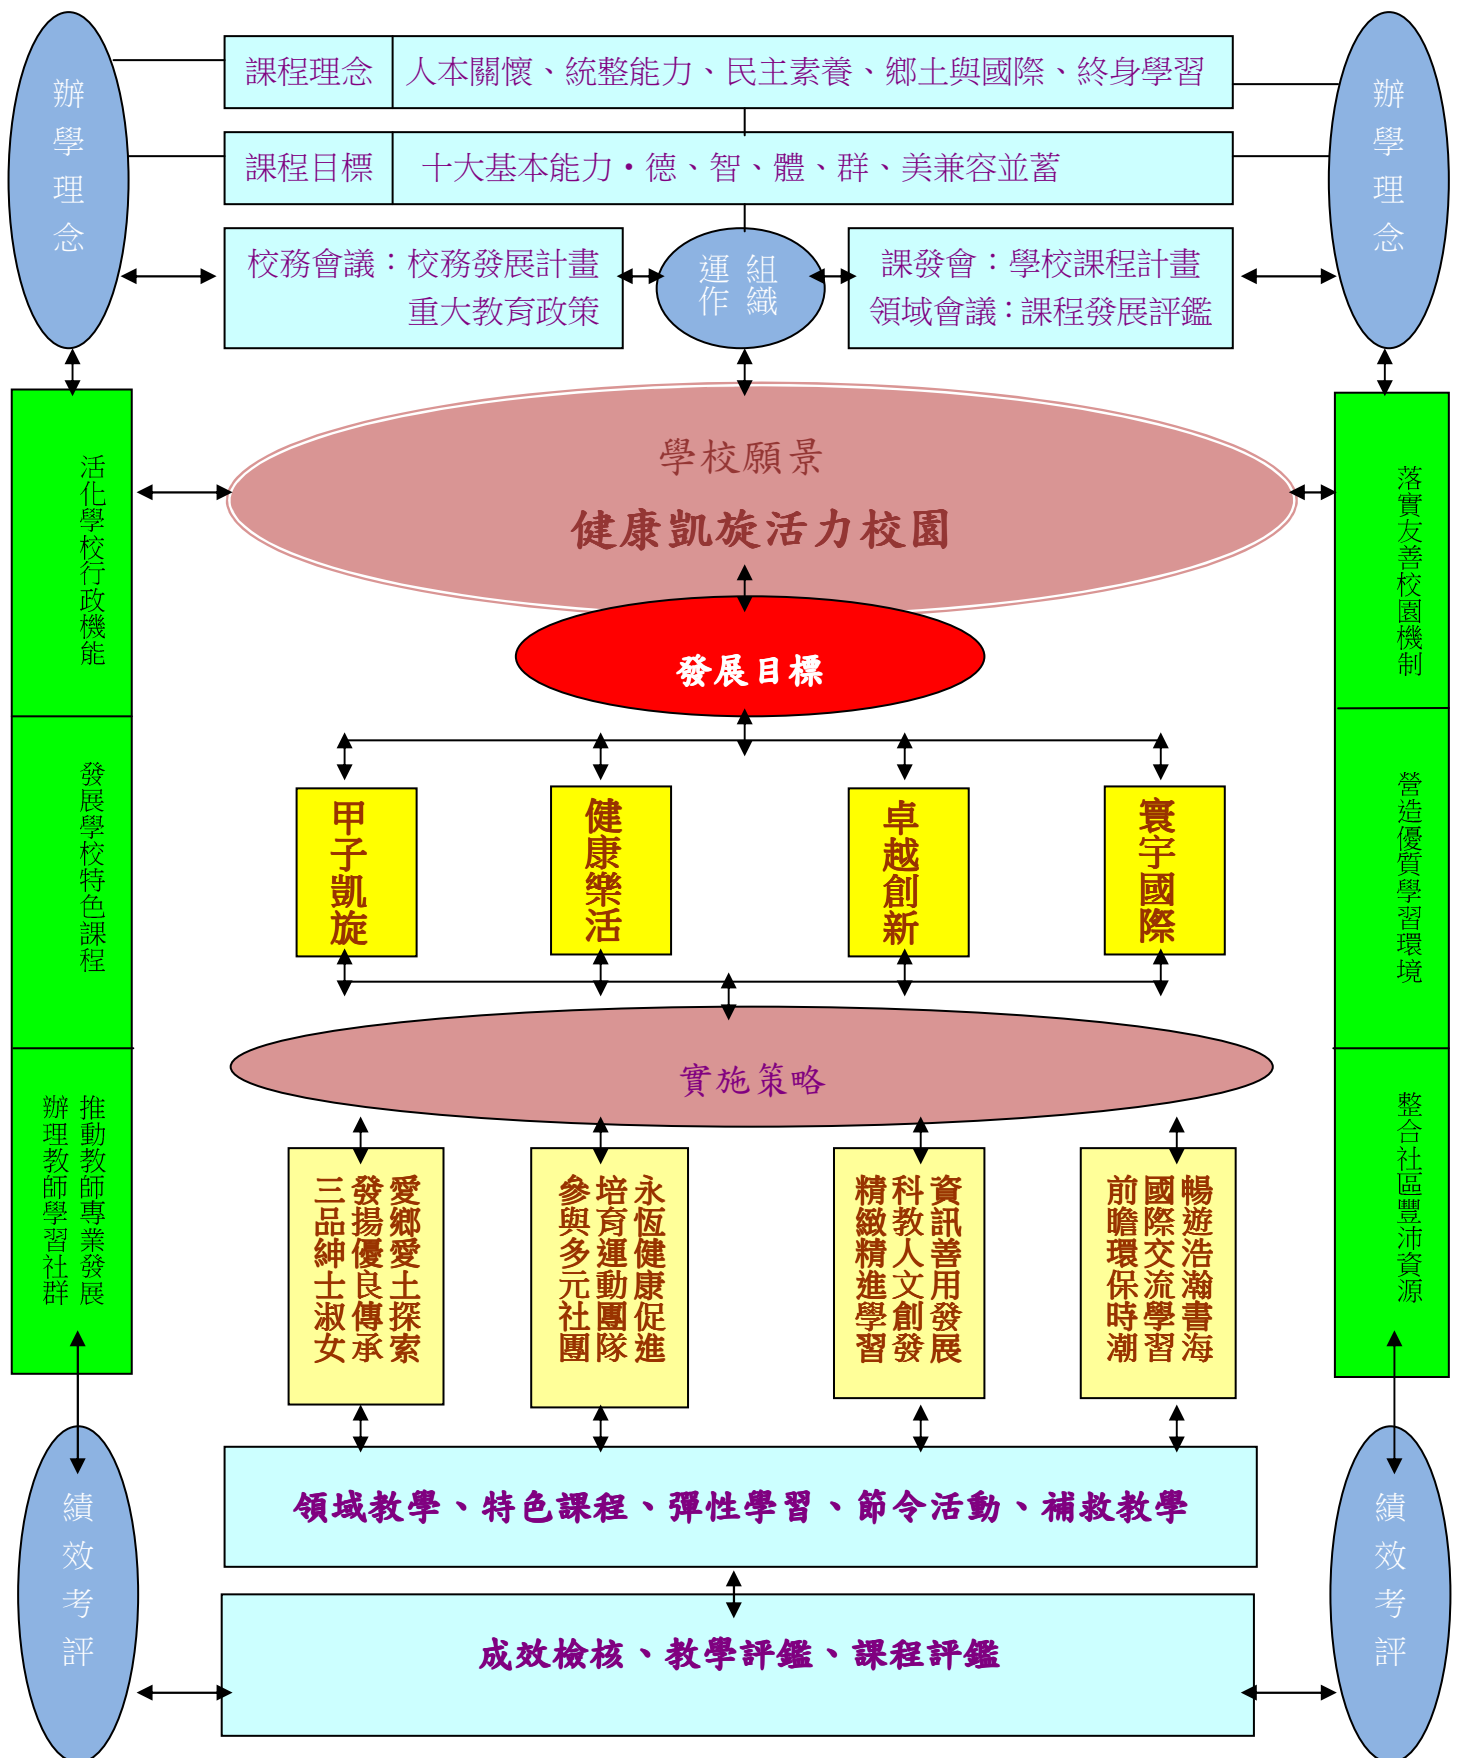 辦學理念
課程理念
人本關懷、統整能力、民主素養、鄉土與國際、終身學習
辦學理念
課程目標
十大基本能力‧德、智、體、群、美兼容並蓄
校務會議：校務發展計畫
重大教育政策
組織
運作
課發會：學校課程計畫
領域會議：課程發展評鑑
學校願景
健康凱旋活力校園
發展目標
活化學校行政機能
發展學校特色課程
推動教師專業發展
辦理教師學習社群
落實友善校園機制
營造優質學習環境
整合社區豐沛資源
甲子凱旋
健康樂活
卓越創新
寰宇國際
實施策略
愛鄉愛土探索
發揚優良傳承
三品紳士淑女
永恆健康促進
培育運動團隊
參與多元社團
資訊善用發展
科教人文創發
精緻精進學習
暢遊浩瀚書海
國際交流學習
前瞻環保時潮
領域教學、特色課程、彈性學習、節令活動、補救教學
績效考評
成效檢核、教學評鑑、課程評鑑
績效考評